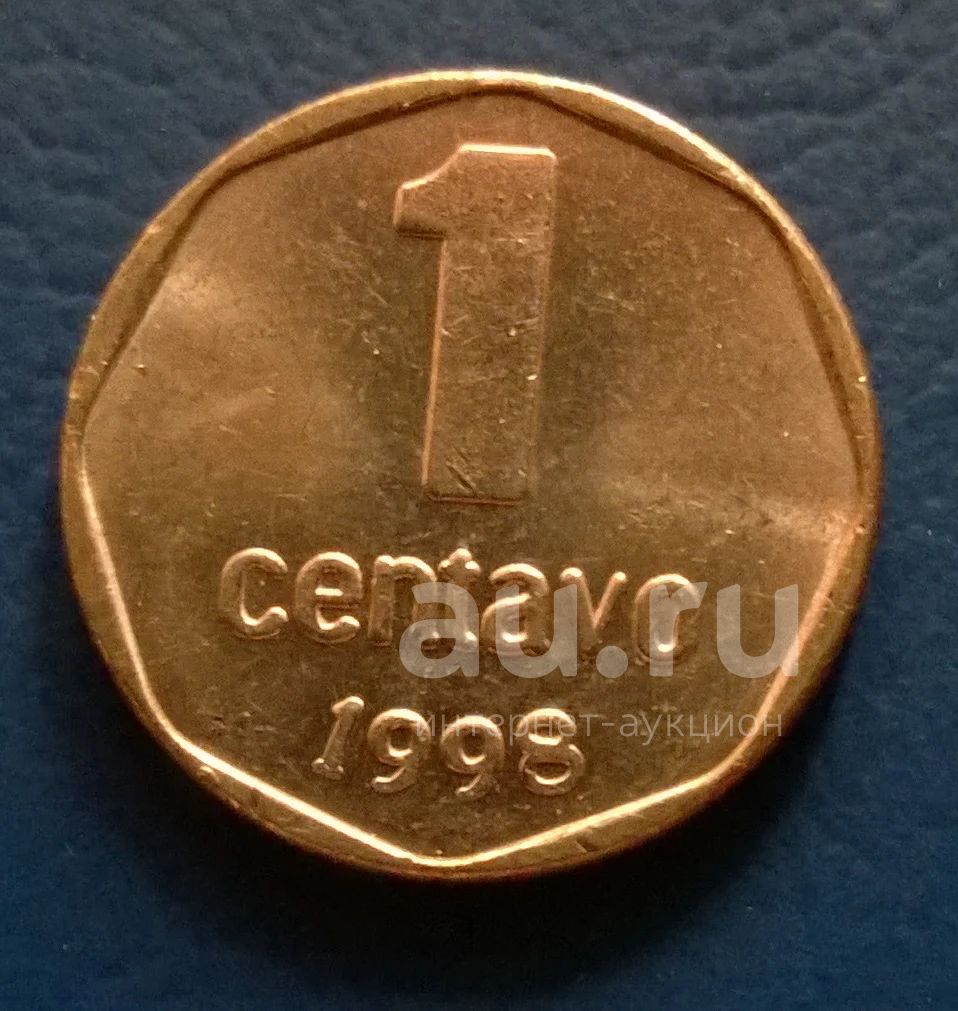 1
centavo
au.ru
1998
интернет-аукцион